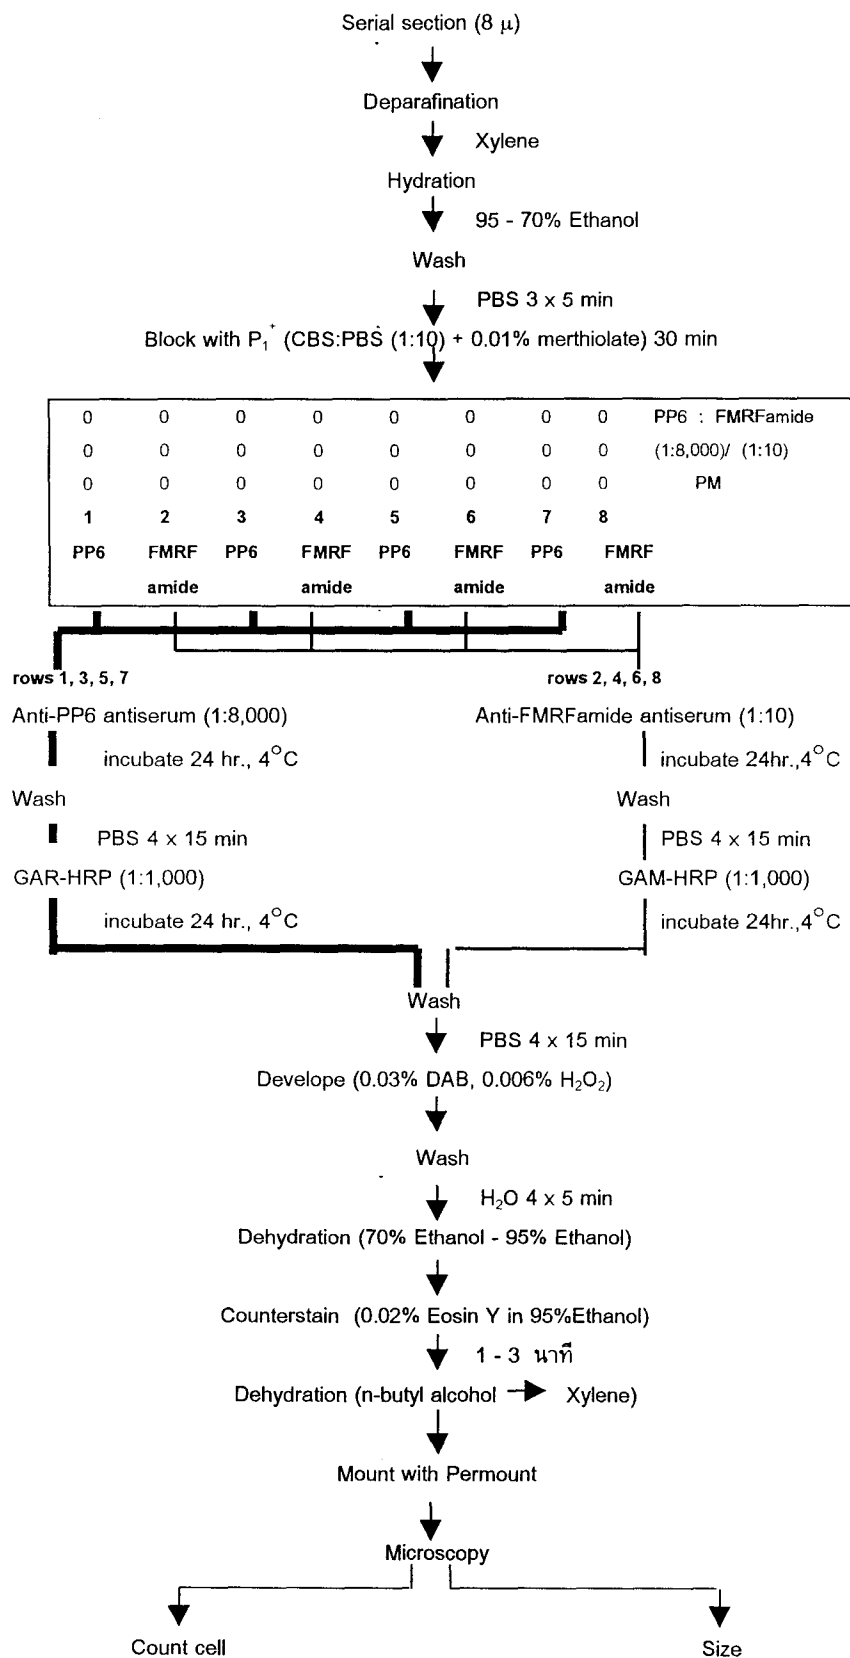 Serial section (8 μ)
Deparafination
Xylene
Hydration
95 - 70% Ethanol
Wash
PBS 3 x 5 min
Block with P₁⁺ (CBS:PBS (1:10) + 0.01% merthiolate) 30 min
0 0 0 0 0 0 0 0 PP6 : FMRFamide
0 0 0 0 0 0 0 0 (1:8,000)/ (1:10)
0 0 0 0 0 0 0 0 PM
1 2 3 4 5 6 7 8
PP6 FMRF PP6 FMRF PP6 FMRF PP6 FMRF
amide amide amide amide
rows 1, 3, 5, 7 rows 2, 4, 6, 8
Anti-PP6 antiserum (1:8,000) Anti-FMRFamide antiserum (1:10)
incubate 24 hr., 4°C incubate 24hr.,4°C
Wash Wash
PBS 4 x 15 min PBS 4 x 15 min
GAR-HRP (1:1,000) GAM-HRP (1:1,000)
incubate 24 hr., 4°C incubate 24hr.,4°C
Wash
PBS 4 x 15 min
Develope (0.03% DAB, 0.006% H₂O₂)
Wash
H₂O 4 x 5 min
Dehydration (70% Ethanol - 95% Ethanol)
Counterstain (0.02% Eosin Y in 95%Ethanol)
1 - 3 นาที
Dehydration (n-butyl alcohol → Xylene)
Mount with Permount
Microscopy
Count cell Size